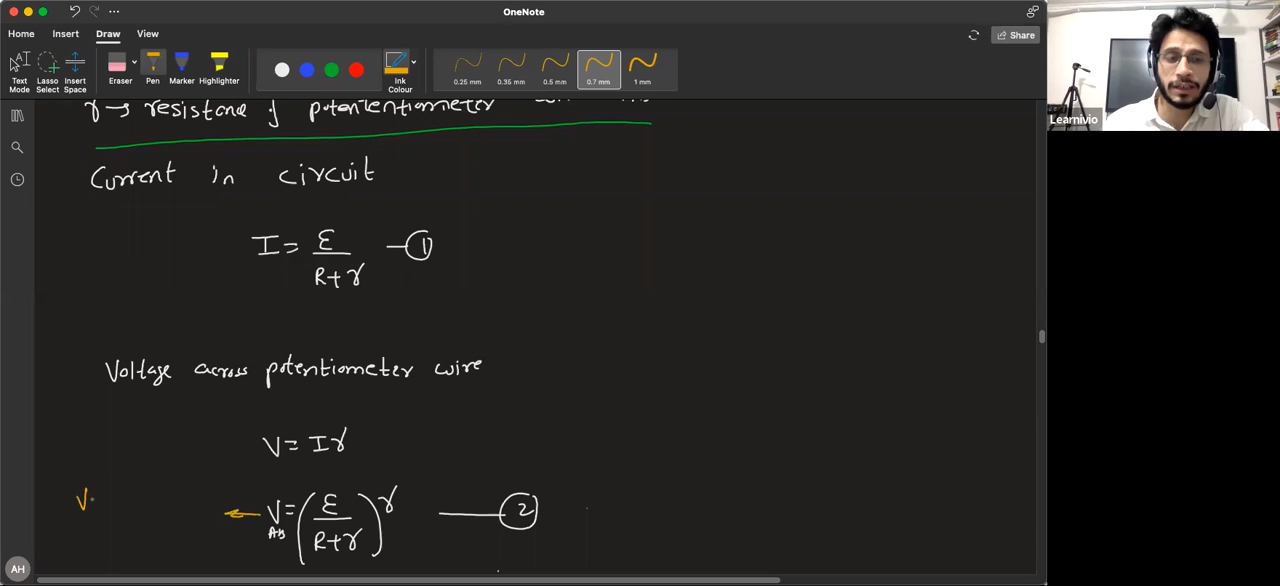 OneNote
Home Insert Draw View
Share
Text Mode
Lasso Select
Insert Space
Eraser
Pen
Marker
Highlighter
Ink Colour
0.25 mm
0.35 mm
0.5 mm
0.7 mm
1 mm
Learnivio
r → resistance of potentiometer
Current in circuit
I = ε/(R+r) — ①
Voltage across potentiometer wire
V = Ir
V ← V_AB = (ε/(R+r)) r — ②
AH